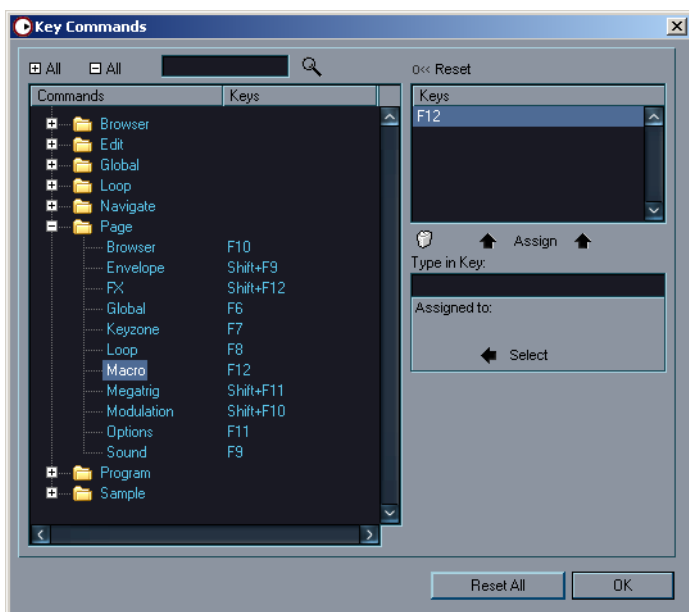 Key Commands
All All 0<< Reset
Commands Keys
Keys
F12
Browser
Edit
Global
Loop
Navigate
Page
Browser F10
Envelope Shift+F9
FX Shift+F12
Global F6
Keyzone F7
Loop F8
Macro F12
Megatrig Shift+F11
Modulation Shift+F10
Options F11
Sound F9
Program
Sample
Assign
Type in Key:
Assigned to:
Select
Reset All OK